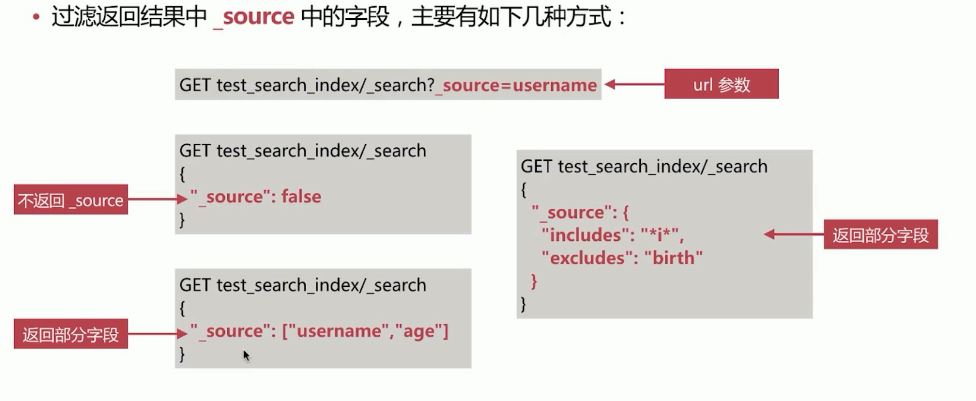 • 过滤返回结果中 _source 中的字段，主要有如下几种方式：
GET test_search_index/_search?_source=username
url 参数
GET test_search_index/_search
{
"_source": false
}
不返回 _source
GET test_search_index/_search
{
"_source": ["username","age"]
}
返回部分字段
GET test_search_index/_search
{
"_source": {
"includes": "*i*",
"excludes": "birth"
}
}
返回部分字段